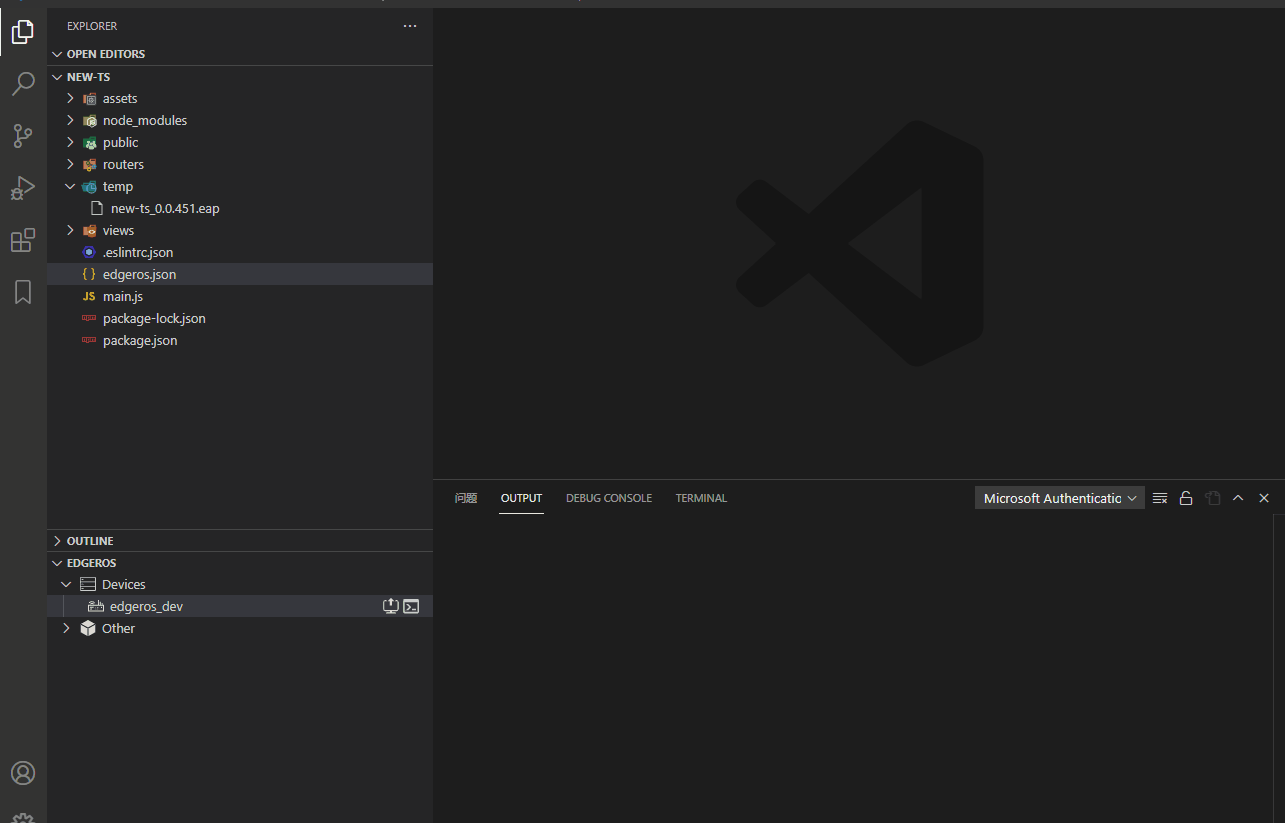 EXPLORER
OPEN EDITORS
NEW-TS
assets
node_modules
public
routers
temp
new-ts_0.0.451.eap
views
.eslintrc.json
{ } edgeros.json
JS main.js
package-lock.json
package.json
OUTLINE
EDGEROS
Devices
edgeros_dev
Other
问题 OUTPUT DEBUG CONSOLE TERMINAL Microsoft Authenticatic